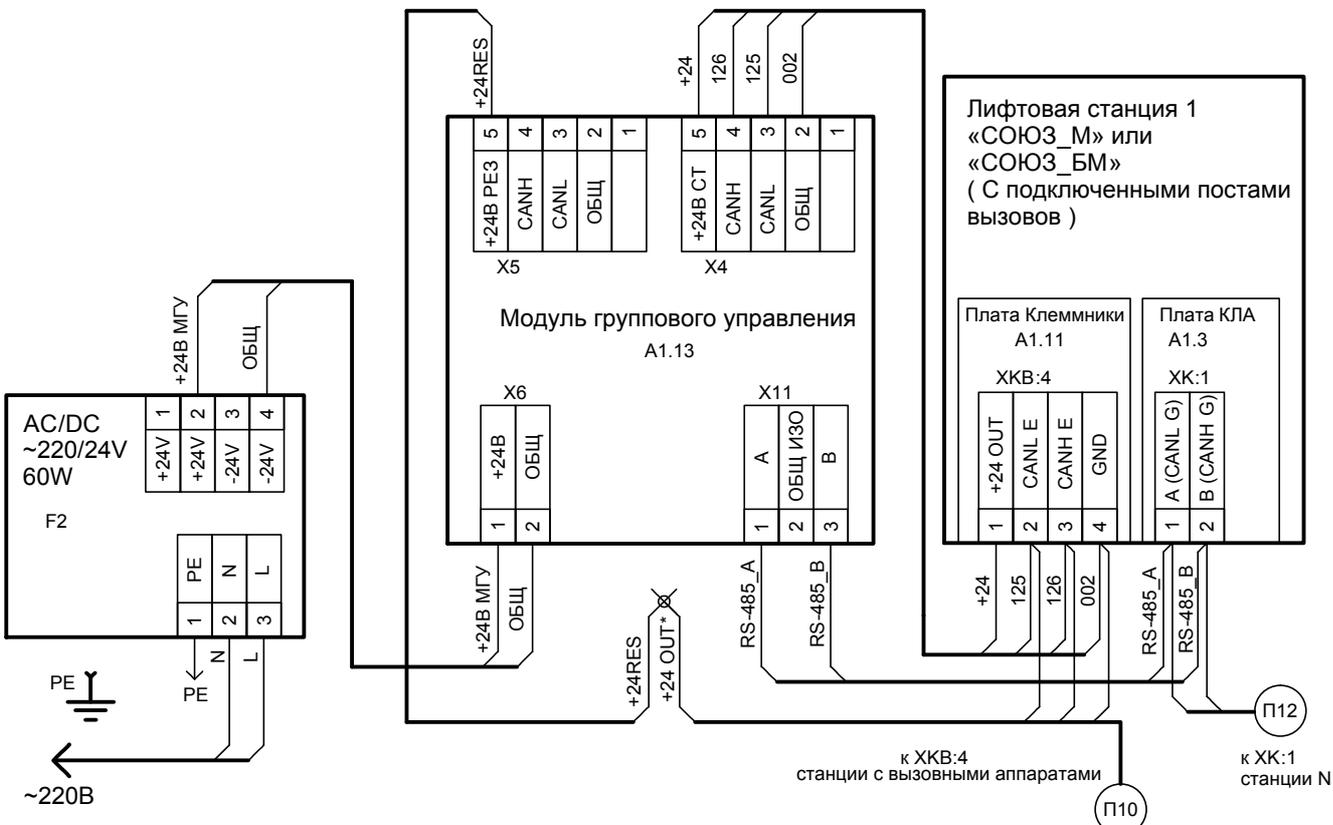 +24RES
+24
126
125
002
5
4
3
2
1
5
4
3
2
1
+24В РЕЗ
CANH
CANL
ОБЩ
+24В СТ
CANH
CANL
ОБЩ
X5
X4
Модуль группового управления
А1.13
X6
X11
+24В
ОБЩ
A
ОБЩ ИЗО
B
1
2
1
2
3
+24В МГУ
ОБЩ
RS-485_A
RS-485_B
Лифтовая станция 1
«СОЮЗ_М» или
«СОЮЗ_БМ»
( С подключенными постами
вызовов )
Плата Клеммники
А1.11
XKB:4
+24 OUT
CANL E
CANH E
GND
1
2
3
4
+24
125
126
002
Плата КЛА
А1.3
XK:1
A (CANL G)
B (CANH G)
1
2
RS-485_A
RS-485_B
+24В МГУ
ОБЩ
AC/DC
~220/24V
60W
F2
1
2
3
4
+24V
+24V
-24V
-24V
PE
N
L
1
2
3
PE
N
L
PE
~220В
+24RES
+24 OUT*
к XKB:4
станции с вызовными аппаратами
П10
П12
к XK:1
станции N